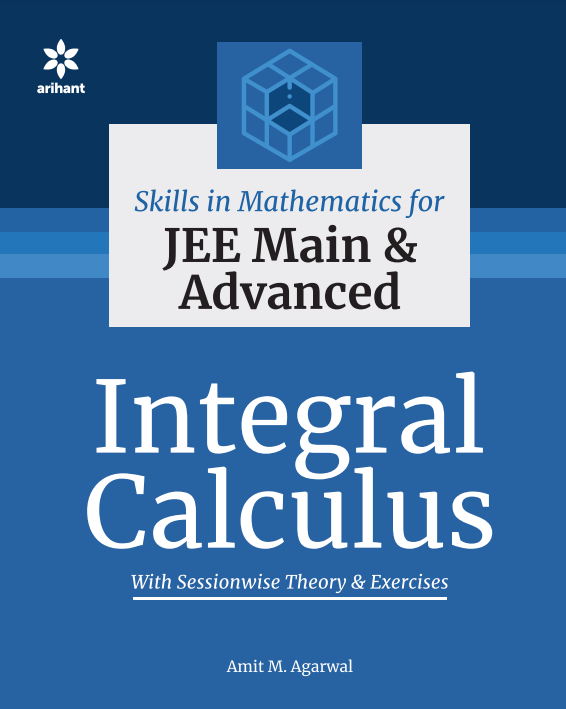 arihant
Skills in Mathematics for
JEE Main &
Advanced
Integral
Calculus
With Sessionwise Theory & Exercises
Amit M. Agarwal